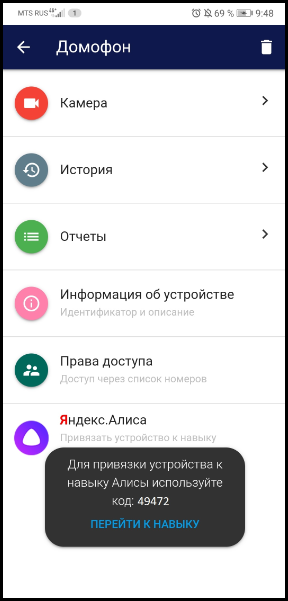 MTS RUS 1 69 % 9:48
Домофон
Камера
История
Отчеты
Информация об устройстве
Идентификатор и описание
Права доступа
Доступ через список номеров
Яндекс.Алиса
Привязать устройство к навыку
Для привязки устройства к
навыку Алисы используйте
код: 49472
ПЕРЕЙТИ К НАВЫКУ